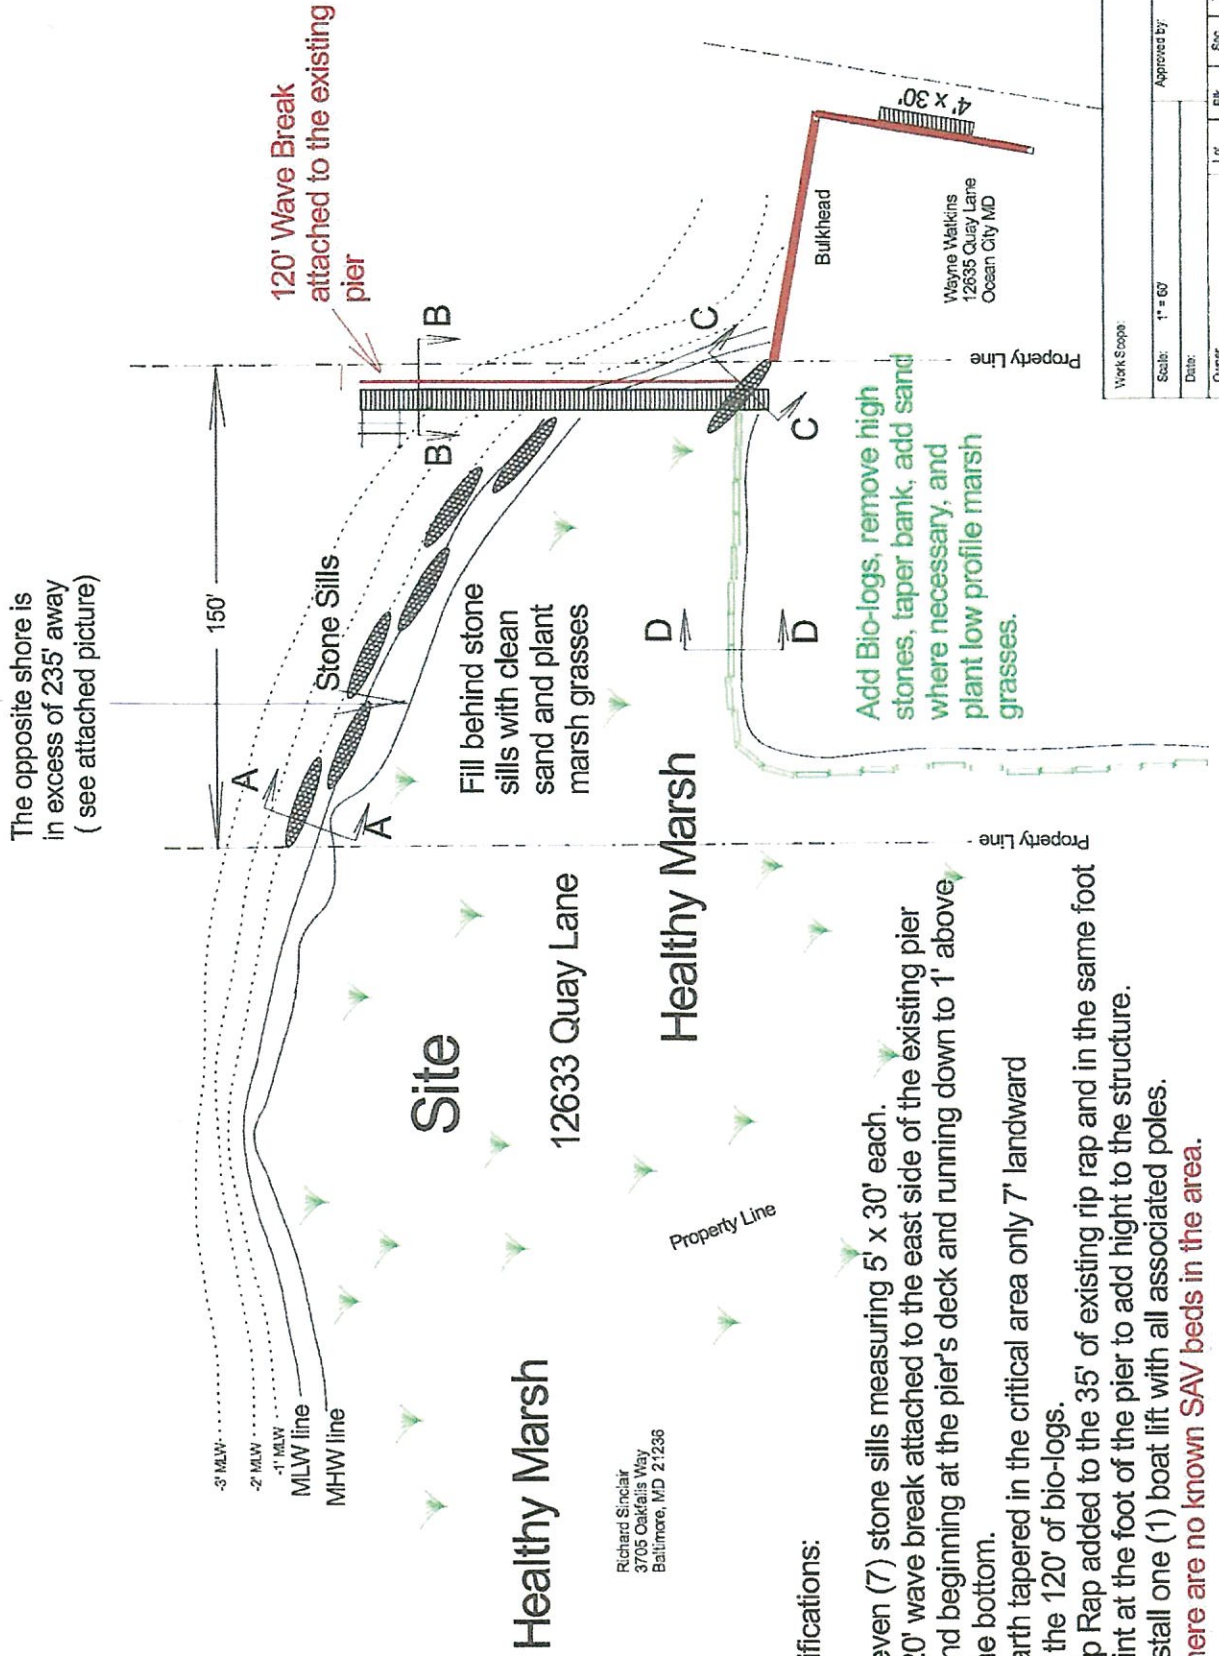 The opposite shore is
in excess of 235' away
( see attached picture)
150'
120' Wave Break
attached to the existing
pier
A
A
B
B
C
C
D
D
Stone Sills
Fill behind stone
sills with clean
sand and plant
marsh grasses
-3' MLW
-2' MLW
-1' MLW
MLW line
MHW line
Site
12633 Quay Lane
Healthy Marsh
Healthy Marsh
Property Line
Property Line
Property Line
Bulkhead
4' x 30'
Wayne Watkins
12635 Quay Lane
Ocean City MD
Add Bio-logs, remove high
stones, taper bank, add sand
where necessary, and
plant low profile marsh
grasses.
Richard Sinclair
3705 Oakfalls Way
Baltimore, MD 21236
ifications:
even (7) stone sills measuring 5' x 30' each.
20' wave break attached to the east side of the existing pier
nd beginning at the pier's deck and running down to 1' above
ne bottom.
arth tapered in the critical area only 7' landward
the 120' of bio-logs.
p Rap added to the 35' of existing rip rap and in the same foot
int at the foot of the pier to add hight to the structure.
stall one (1) boat lift with all associated poles.
here are no known SAV beds in the area.
Work Scope:
Scale: 1" = 60'
Approved by:
Date: